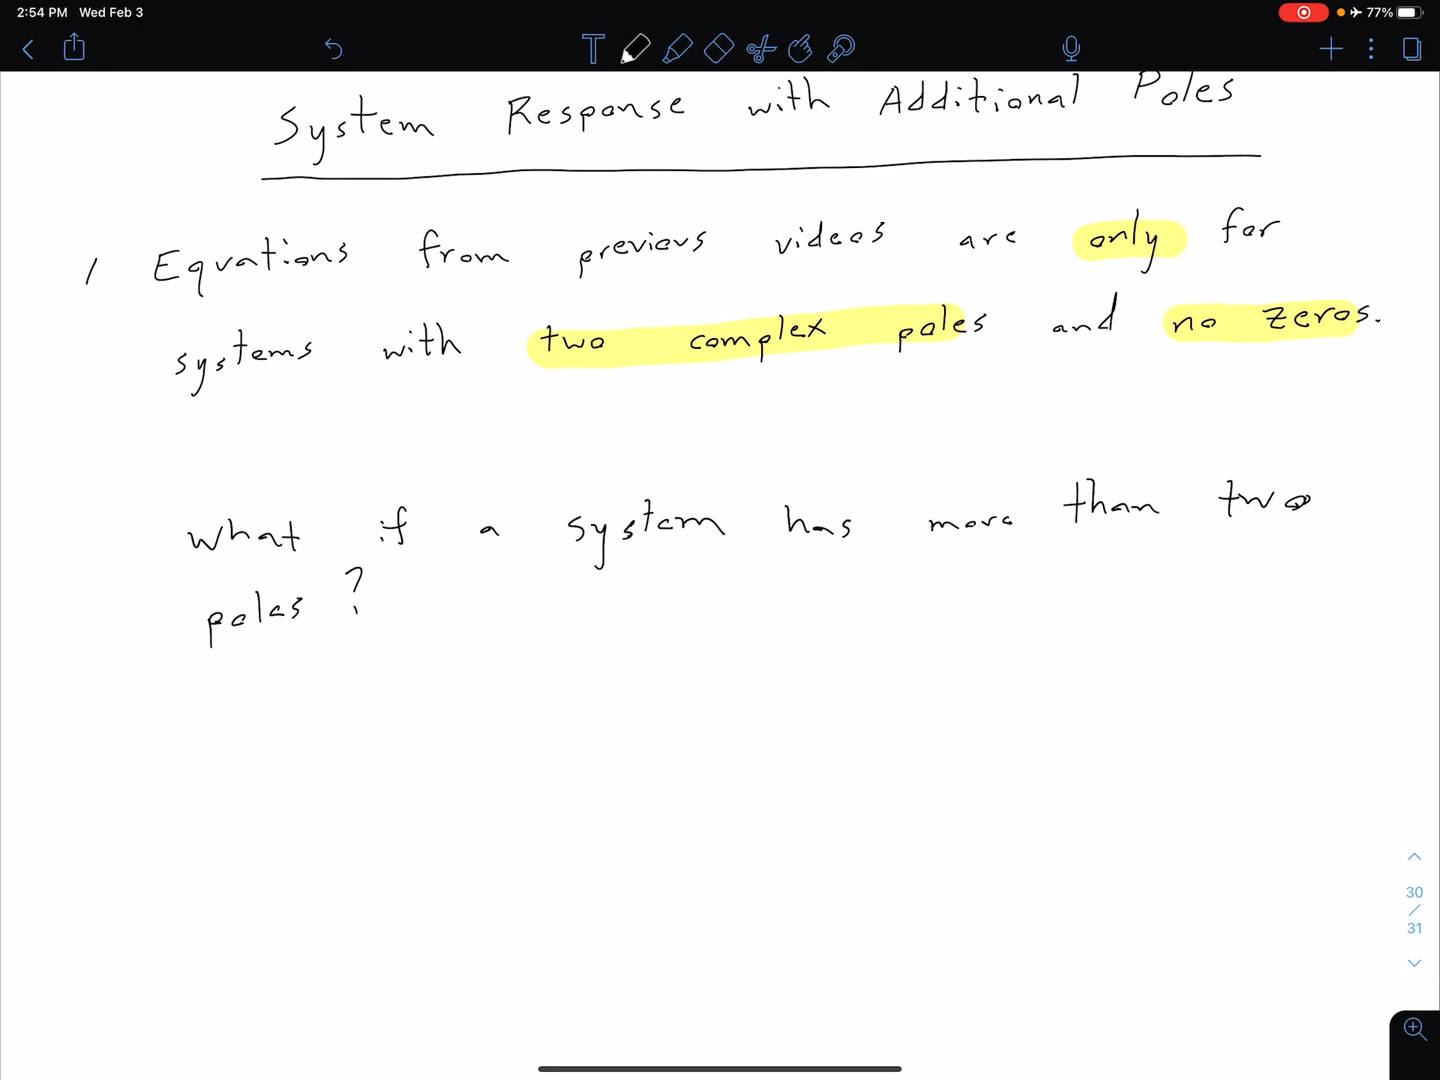 2:54 PM Wed Feb 3
77%
T
System Response with Additional Poles
Equations from previous videos are only for
systems with two complex poles and no zeros.
what if a system has more than two
poles?
30
/
31